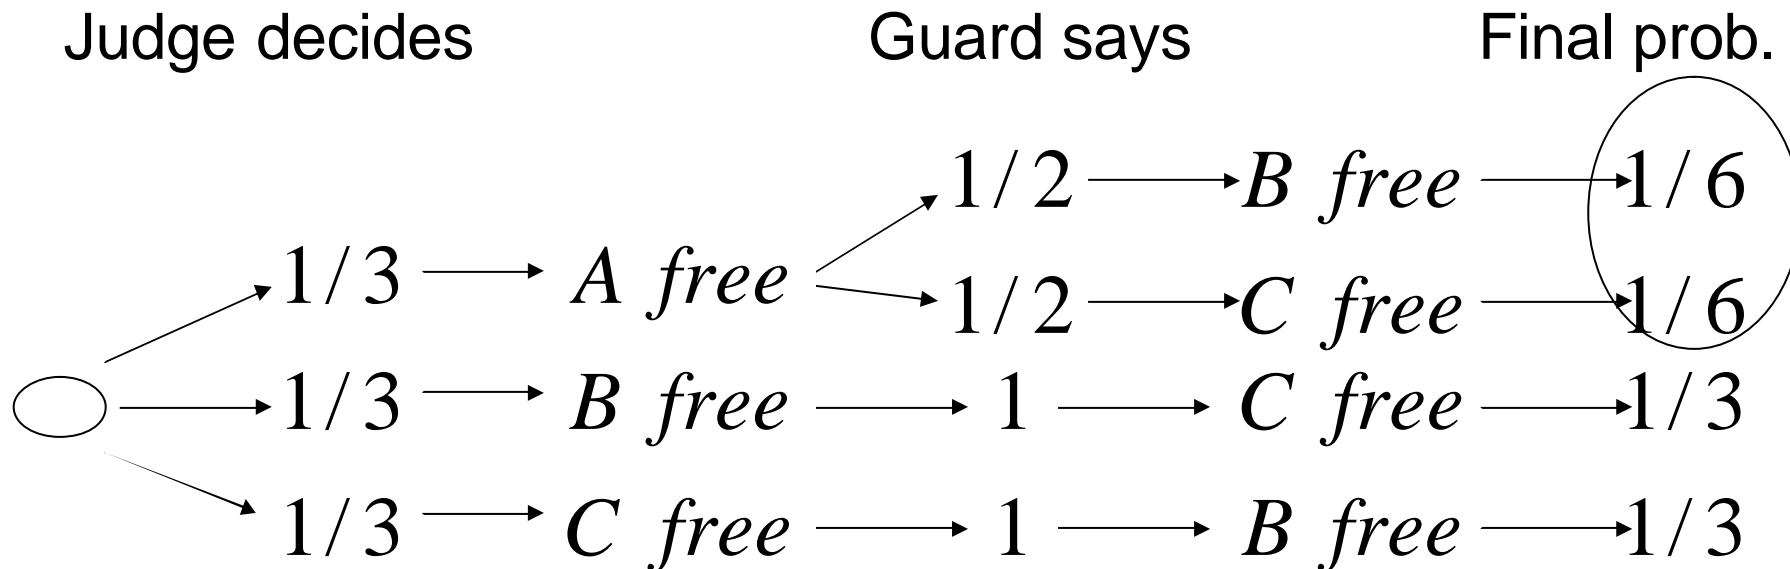 Judge decides Guard says Final prob.
1/2 B free 1/6
1/3 A free
1/2 C free 1/6
1/3 B free 1 C free 1/3
1/3 C free 1 B free 1/3